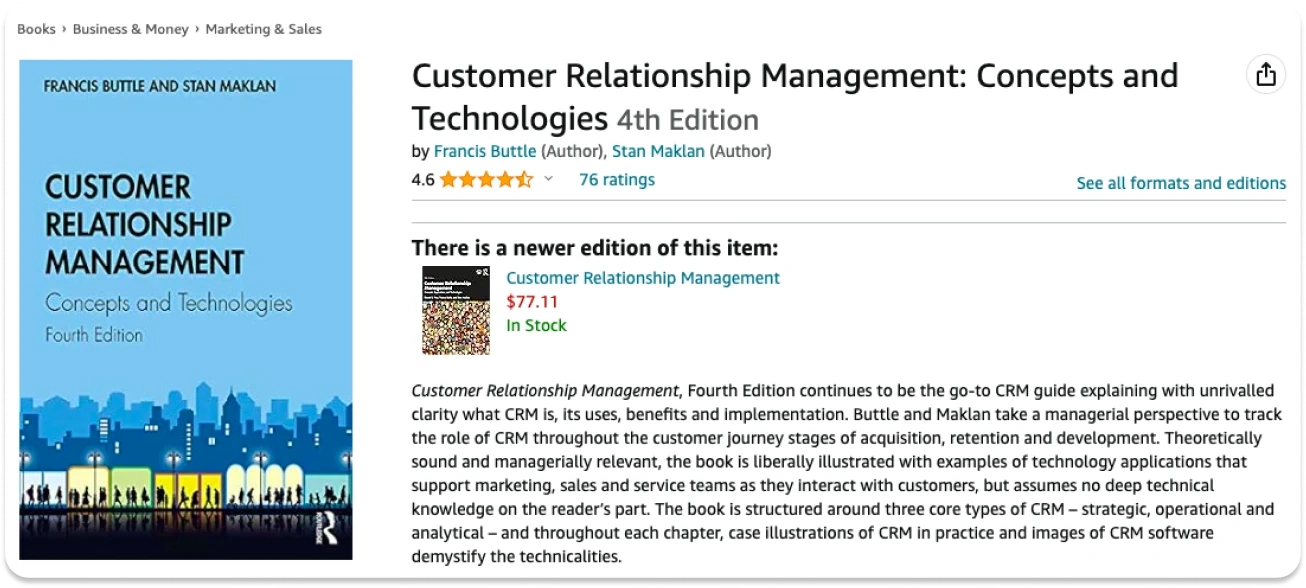 Books › Business & Money › Marketing & Sales
FRANCIS BUTTLE AND STAN MAKLAN
CUSTOMER
RELATIONSHIP
MANAGEMENT
Concepts and Technologies
Fourth Edition
R
ROUTLEDGE
Customer Relationship Management: Concepts and
Technologies 4th Edition
by Francis Buttle (Author), Stan Maklan (Author)
4.6 76 ratings
See all formats and editions
There is a newer edition of this item:
Customer Relationship
Management
Customer Relationship Management
$77.11
In Stock
Customer Relationship Management, Fourth Edition continues to be the go-to CRM guide explaining with unrivalled
clarity what CRM is, its uses, benefits and implementation. Buttle and Maklan take a managerial perspective to track
the role of CRM throughout the customer journey stages of acquisition, retention and development. Theoretically
sound and managerially relevant, the book is liberally illustrated with examples of technology applications that
support marketing, sales and service teams as they interact with customers, but assumes no deep technical
knowledge on the reader's part. The book is structured around three core types of CRM – strategic, operational and
analytical – and throughout each chapter, case illustrations of CRM in practice and images of CRM software
demystify the technicalities.